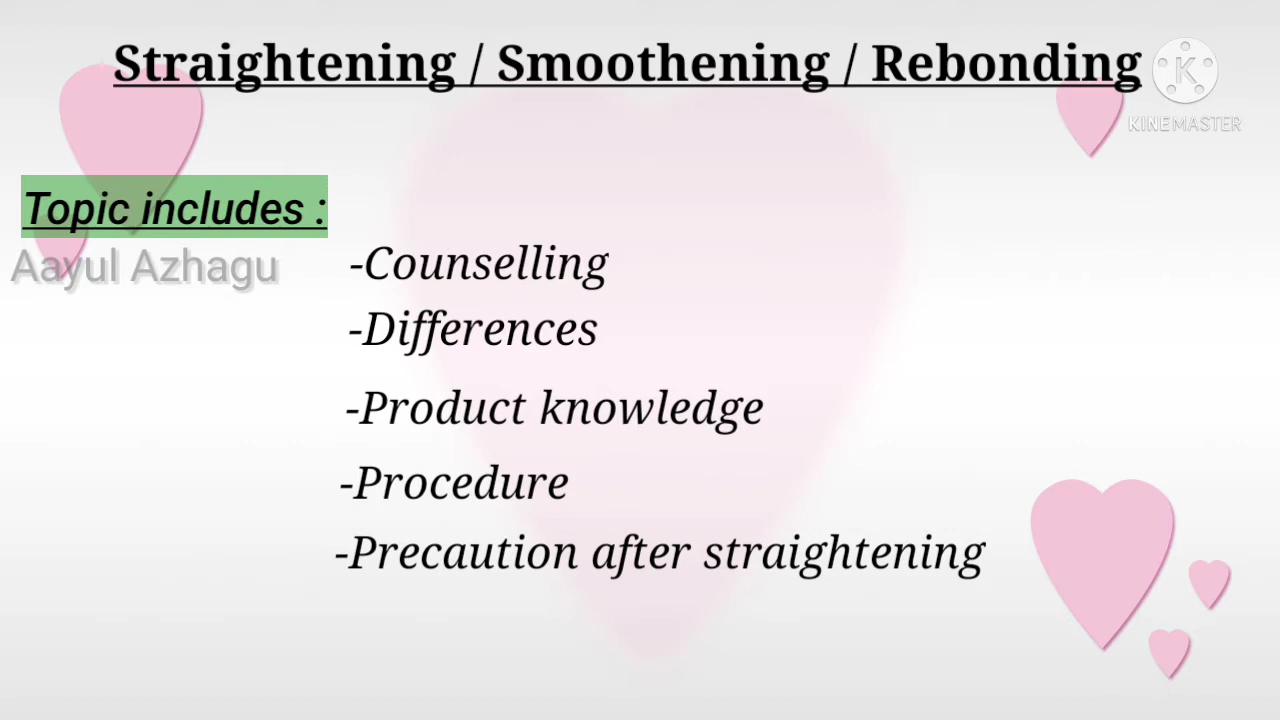 Straightening / Smoothening / Rebonding
KINEMASTER
Topic includes :
Aayul Azhagu
-Counselling
-Differences
-Product knowledge
-Procedure
-Precaution after straightening